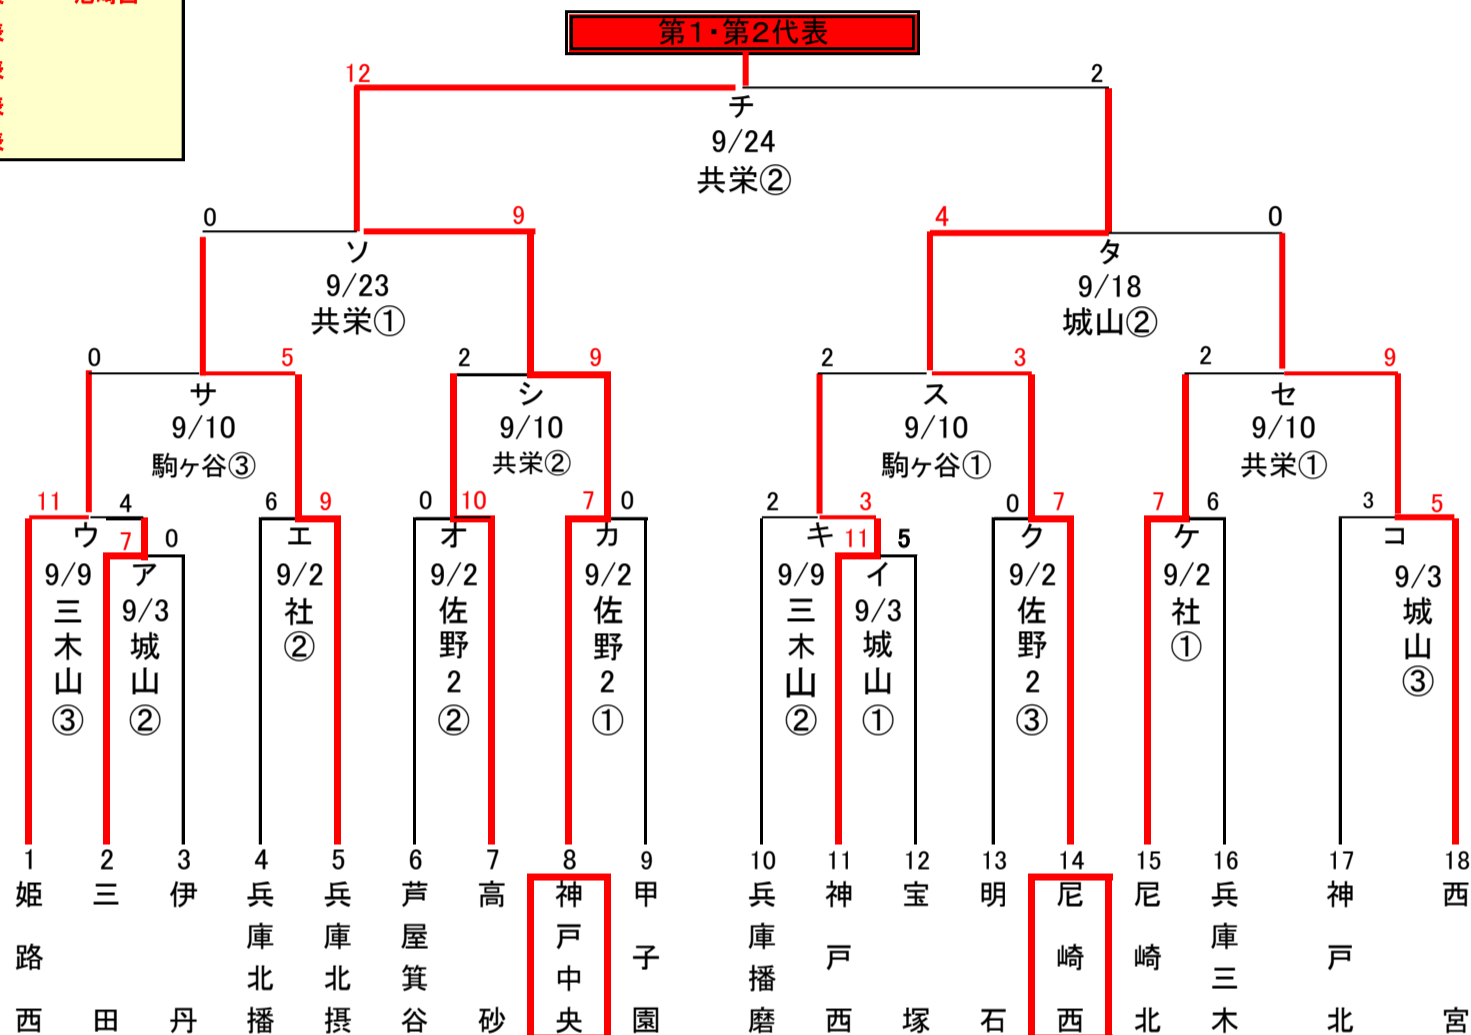 第1・第2代表
12 2
チ
9/24
共栄②
0 9 4 0
ソ タ
9/23 9/18
共栄① 城山②
0 5 2 9 2 3 2 9
サ シ ス セ
9/10 9/10 9/10 9/10
駒ヶ谷③ 共栄② 駒ヶ谷① 共栄①
11 4 6 9 0 10 7 0 2 3 0 7 7 6 3 5
ウ エ オ カ キ ク ケ コ
7 0 11 5
ア イ
9/9 三木山③
9/3 城山②
9/2 社②
9/2 佐野2②
9/2 佐野2①
9/9 三木山②
9/3 城山①
9/2 佐野2③
9/2 社①
9/3 城山③
1 姫路西
2 三田
3 伊丹
4 兵庫北播
5 兵庫北摂
6 芦屋箕谷
7 高砂
8 神戸中央
9 甲子園
10 兵庫播磨
11 神戸西
12 宝塚
13 明石
14 尼崎西
15 尼崎北
16 兵庫三木
17 神戸北
18 西宮